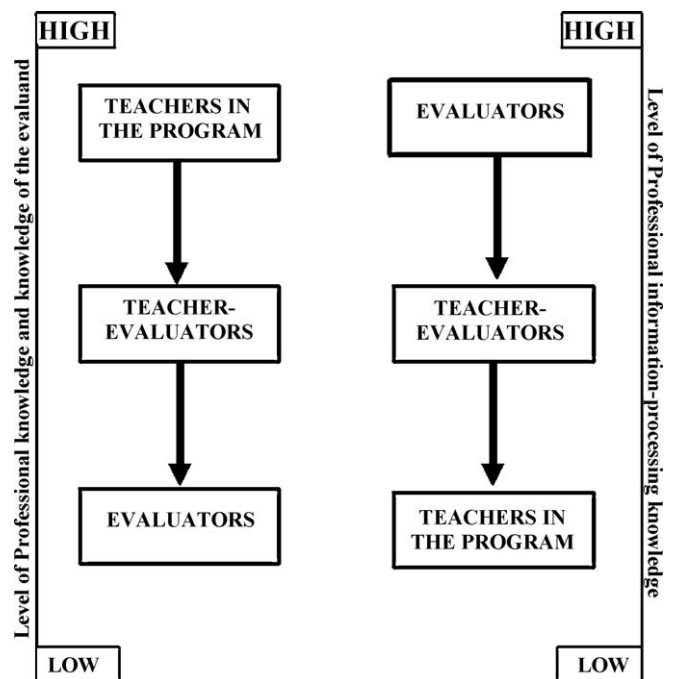 HIGH
HIGH
Level of Professional knowledge and knowledge of the evaluand
TEACHERS IN
THE PROGRAM
TEACHER-
EVALUATORS
EVALUATORS
EVALUATORS
TEACHER-
EVALUATORS
TEACHERS IN
THE PROGRAM
Level of Professional information-processing knowledge
LOW
LOW